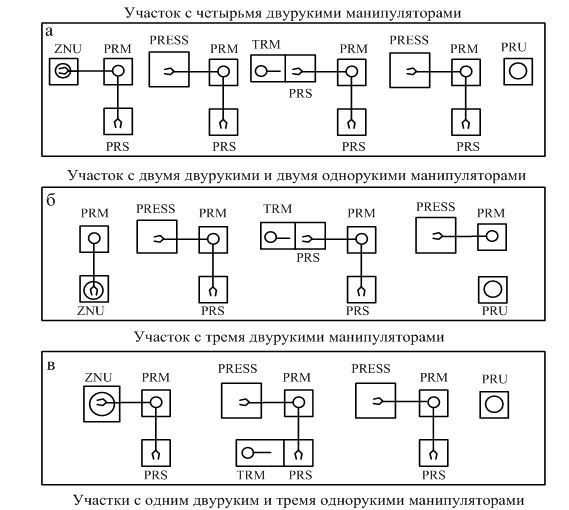 Участок с четырьмя двурукими манипуляторами
а
ZNU PRM PRESS PRM TRM PRM PRESS PRM PRU
PRS
PRS PRS PRS PRS
Участок с двумя двурукими и двумя однорукими манипуляторами
б
PRM PRESS PRM TRM PRM PRESS PRM
PRS
ZNU PRS PRS PRU
Участок с тремя двурукими манипуляторами
в
ZNU PRM PRESS PRM PRESS PRM PRU
PRS TRM PRS PRS
Участки с одним двуруким и тремя однорукими манипуляторами